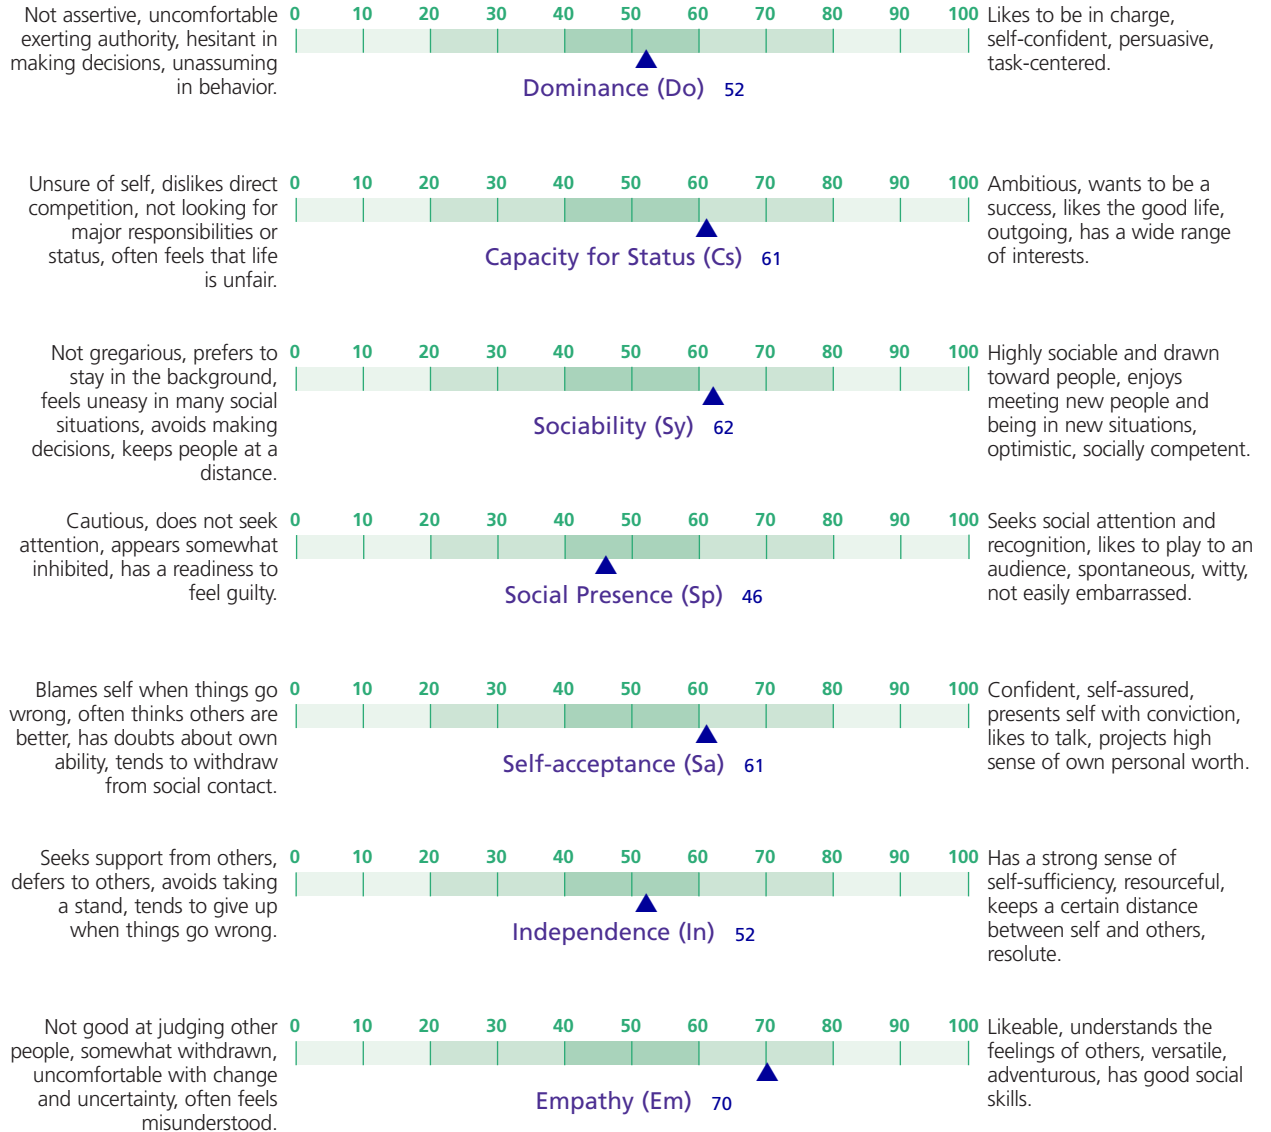 Not assertive, uncomfortable
exerting authority, hesitant in
making decisions, unassuming
in behavior.
0 10 20 30 40 50 60 70 80 90 100
Dominance (Do) 52
Likes to be in charge,
self-confident, persuasive,
task-centered.
Unsure of self, dislikes direct
competition, not looking for
major responsibilities or
status, often feels that life
is unfair.
0 10 20 30 40 50 60 70 80 90 100
Capacity for Status (Cs) 61
Ambitious, wants to be a
success, likes the good life,
outgoing, has a wide range
of interests.
Not gregarious, prefers to
stay in the background,
feels uneasy in many social
situations, avoids making
decisions, keeps people at a
distance.
0 10 20 30 40 50 60 70 80 90 100
Sociability (Sy) 62
Highly sociable and drawn
toward people, enjoys
meeting new people and
being in new situations,
optimistic, socially competent.
Cautious, does not seek
attention, appears somewhat
inhibited, has a readiness to
feel guilty.
0 10 20 30 40 50 60 70 80 90 100
Social Presence (Sp) 46
Seeks social attention and
recognition, likes to play to an
audience, spontaneous, witty,
not easily embarrassed.
Blames self when things go
wrong, often thinks others are
better, has doubts about own
ability, tends to withdraw
from social contact.
0 10 20 30 40 50 60 70 80 90 100
Self-acceptance (Sa) 61
Confident, self-assured,
presents self with conviction,
likes to talk, projects high
sense of own personal worth.
Seeks support from others,
defers to others, avoids taking
a stand, tends to give up
when things go wrong.
0 10 20 30 40 50 60 70 80 90 100
Independence (In) 52
Has a strong sense of
self-sufficiency, resourceful,
keeps a certain distance
between self and others,
resolute.
Not good at judging other
people, somewhat withdrawn,
uncomfortable with change
and uncertainty, often feels
misunderstood.
0 10 20 30 40 50 60 70 80 90 100
Empathy (Em) 70
Likeable, understands the
feelings of others, versatile,
adventurous, has good social
skills.